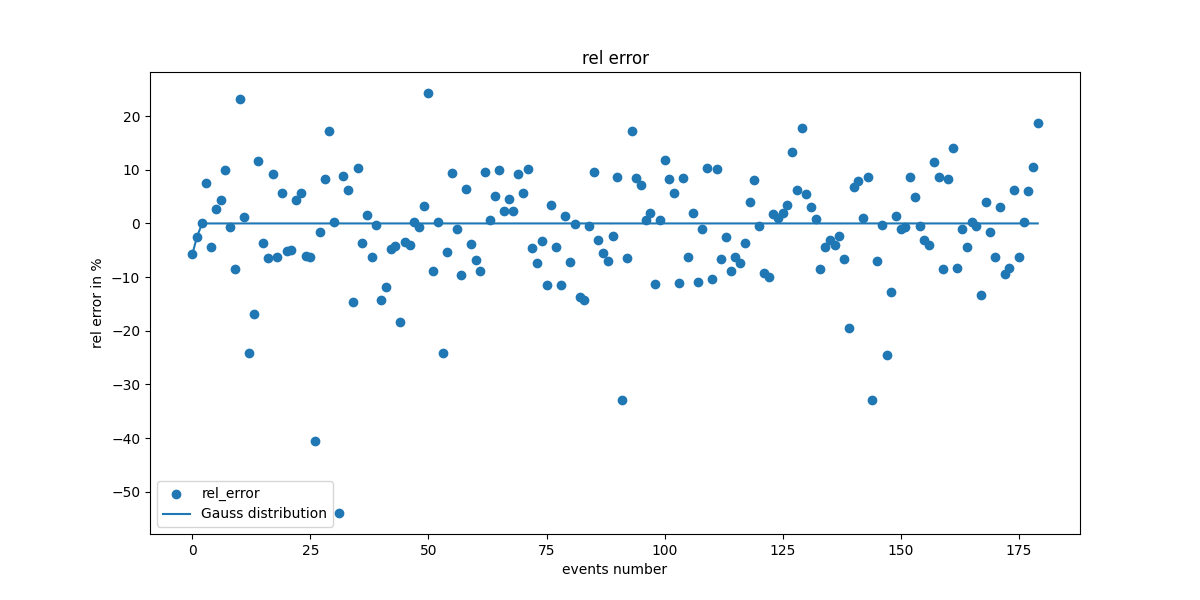 rel error
20
10
0
−10
−20
−30
−40
−50
rel error in %
rel_error
Gauss distribution
0 25 50 75 100 125 150 175
events number